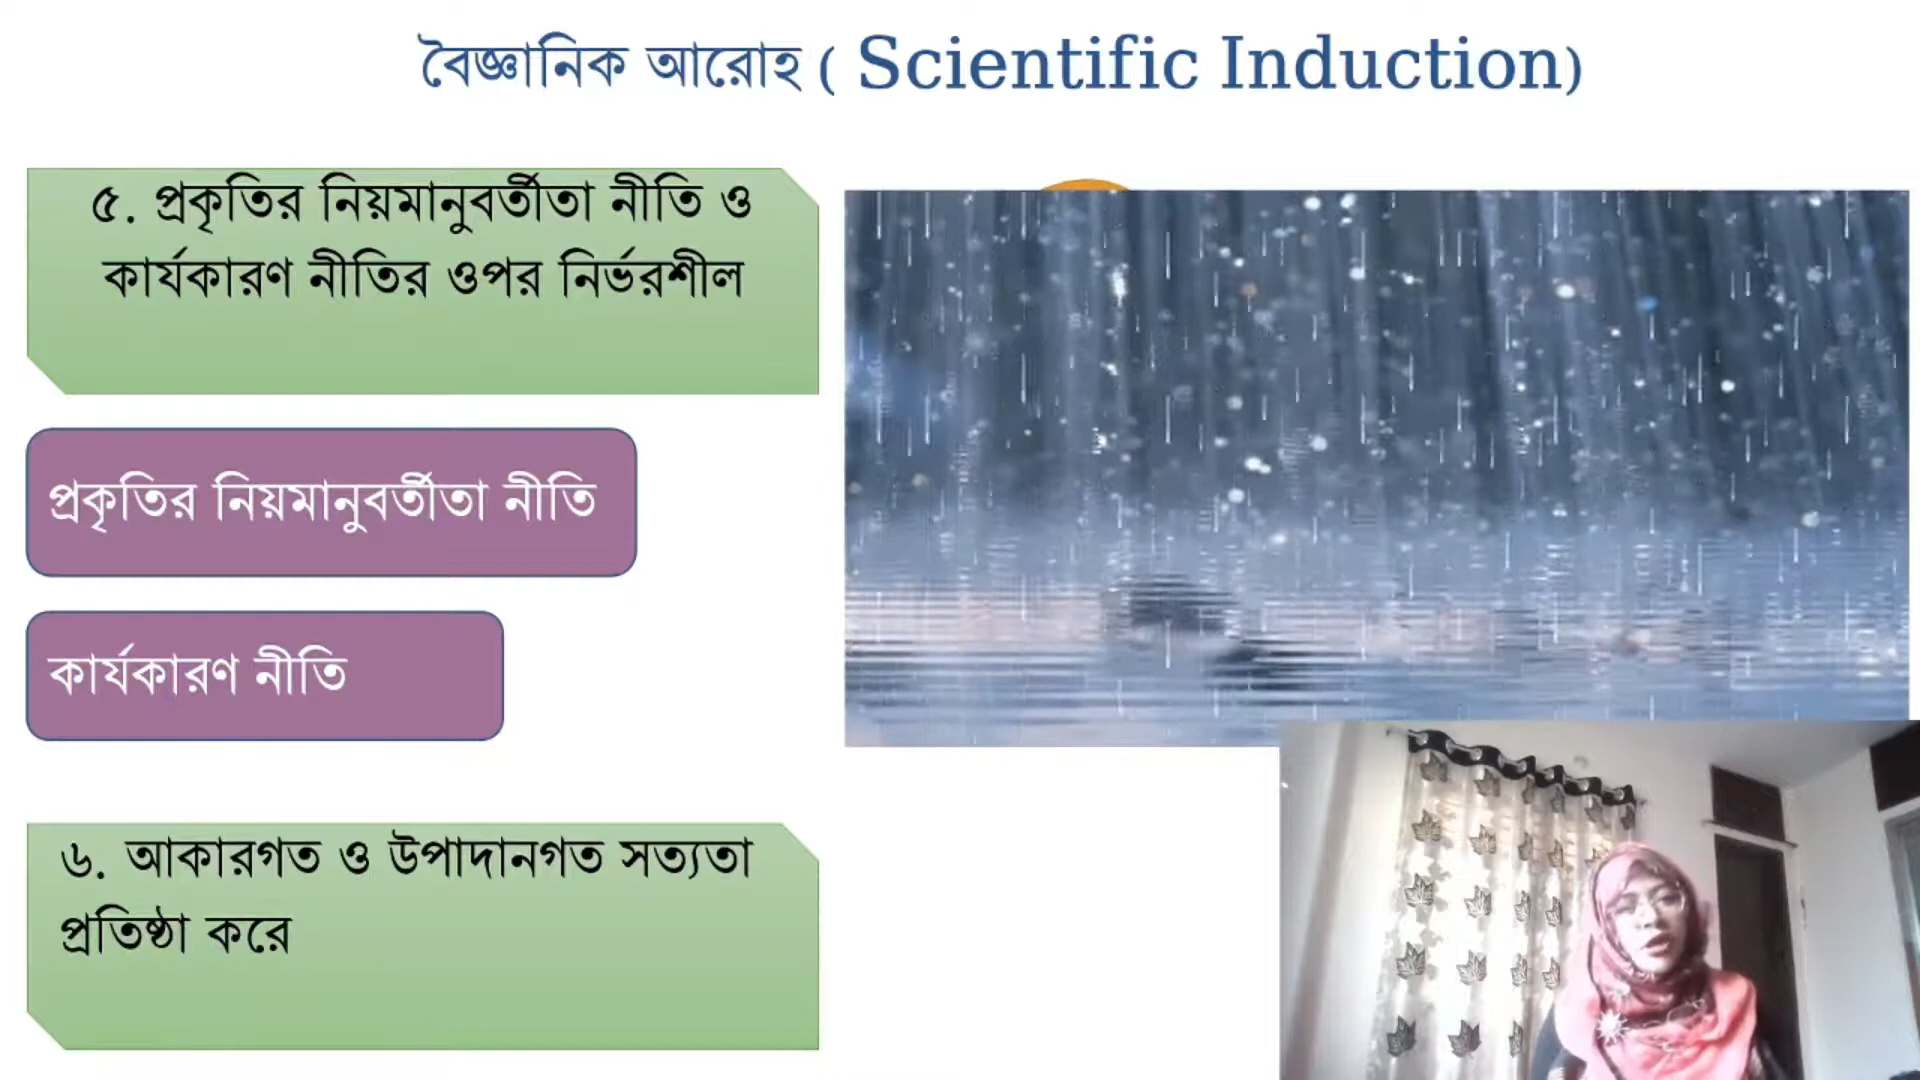 বৈজ্ঞানিক আরোহ ( Scientific Induction)
৫. প্রকৃতির নিয়মানুবর্তীতা নীতি ও
কার্যকারণ নীতির ওপর নির্ভরশীল
প্রকৃতির নিয়মানুবর্তীতা নীতি
কার্যকারণ নীতি
৬. আকারগত ও উপাদানগত সত্যতা
প্রতিষ্ঠা করে